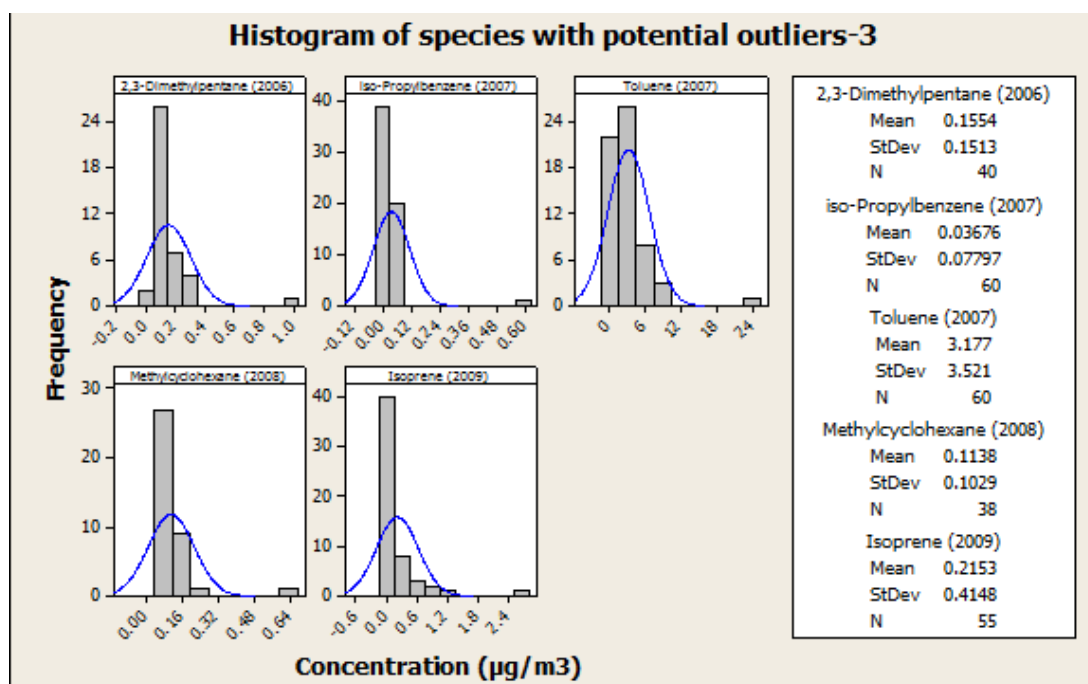 Histogram of species with potential outliers-3
2,3-Dimethylpentane (2006)
Iso-Propylbenzene (2007)
Toluene (2007)
24
18
12
6
0
-0.2
0.0
0.2
0.4
0.6
0.8
1.0
40
30
20
10
0
-0.12
0.00
0.12
0.24
0.36
0.48
0.60
24
18
12
6
0
0
6
12
18
24
Methylcyclohexane (2008)
Isoprene (2009)
30
20
10
0
0.00
0.16
0.32
0.48
0.64
40
30
20
10
0
-0.6
0.0
0.6
1.2
1.8
2.4
Frequency
Concentration (µg/m3)
2,3-Dimethylpentane (2006)
Mean 0.1554
StDev 0.1513
N 40
iso-Propylbenzene (2007)
Mean 0.03676
StDev 0.07797
N 60
Toluene (2007)
Mean 3.177
StDev 3.521
N 60
Methylcyclohexane (2008)
Mean 0.1138
StDev 0.1029
N 38
Isoprene (2009)
Mean 0.2153
StDev 0.4148
N 55